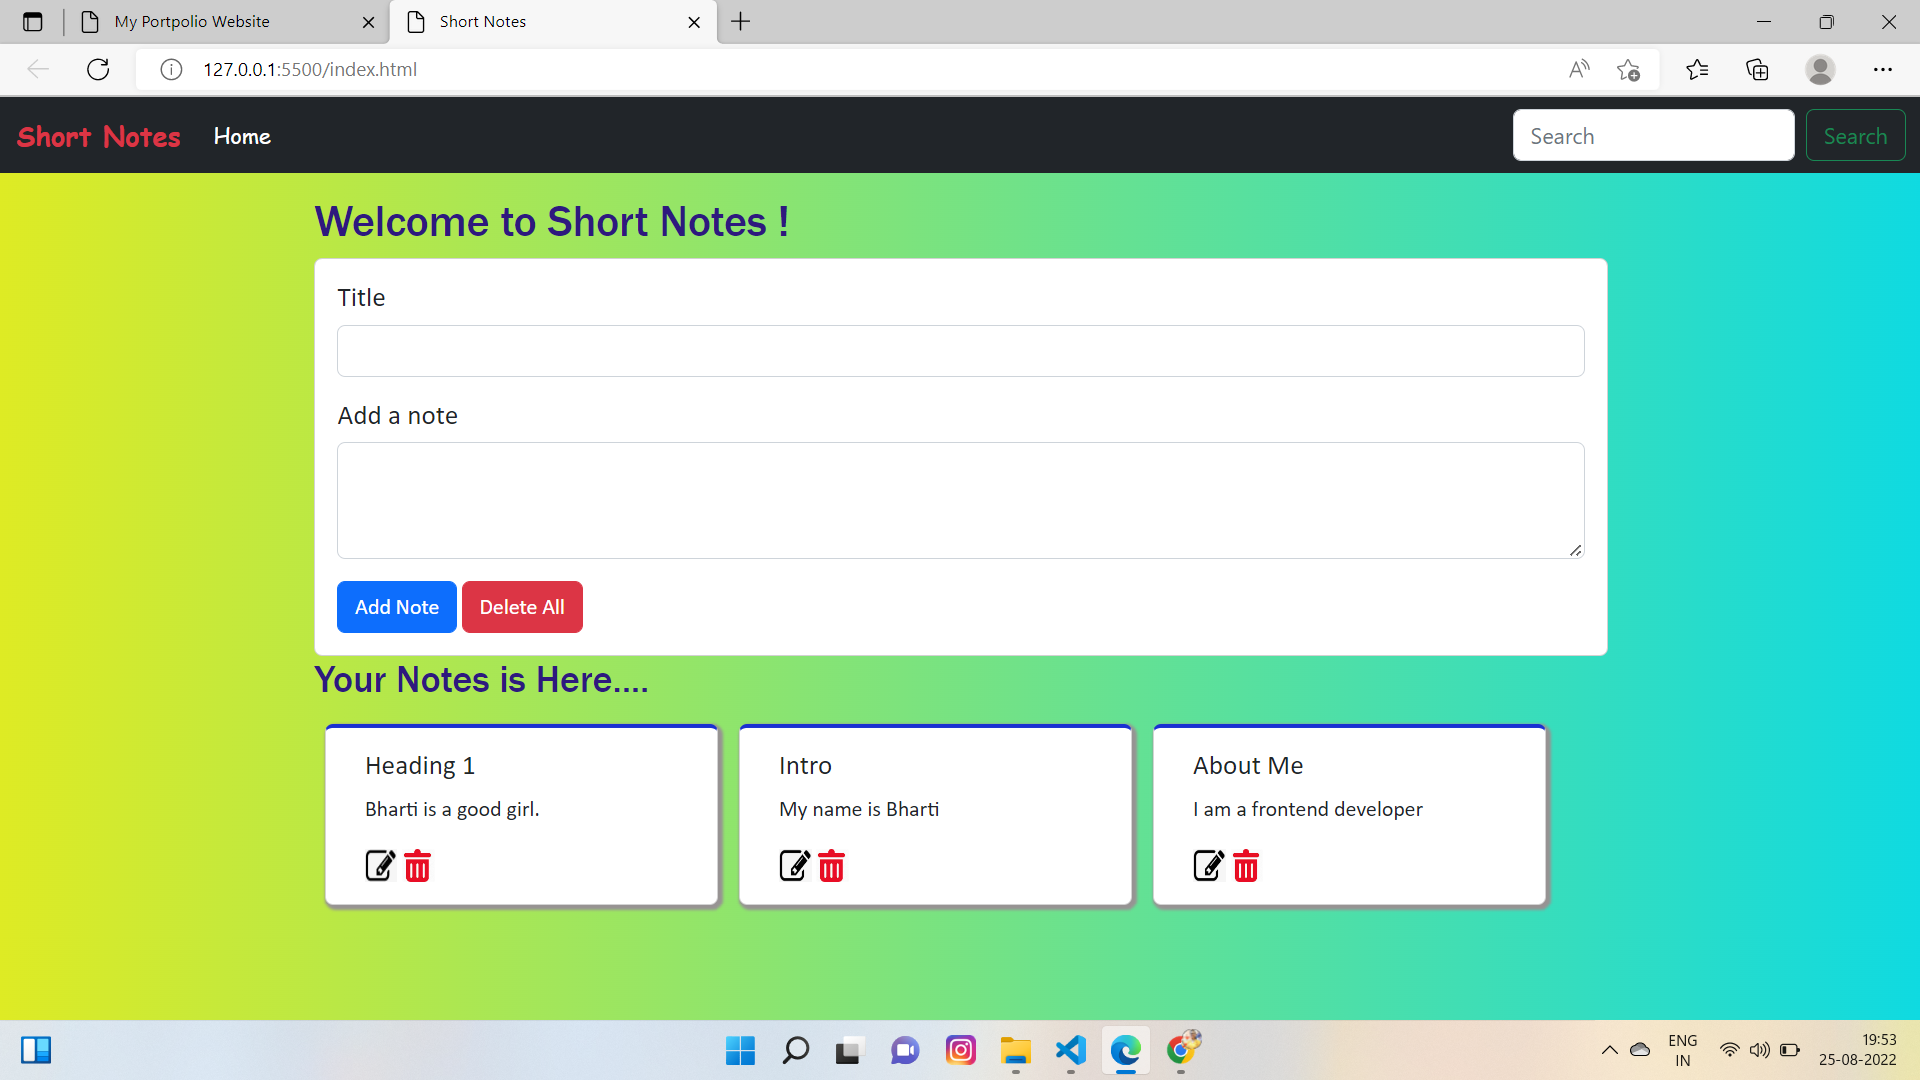 My Portpolio Website
Short Notes
127.0.0.1:5500/index.html
Short Notes Home Search Search
Welcome to Short Notes !
Title
Add a note
Add Note Delete All
Your Notes is Here....
Heading 1
Bharti is a good girl.
Intro
My name is Bharti
About Me
I am a frontend developer
ENG
IN
19:53
25-08-2022